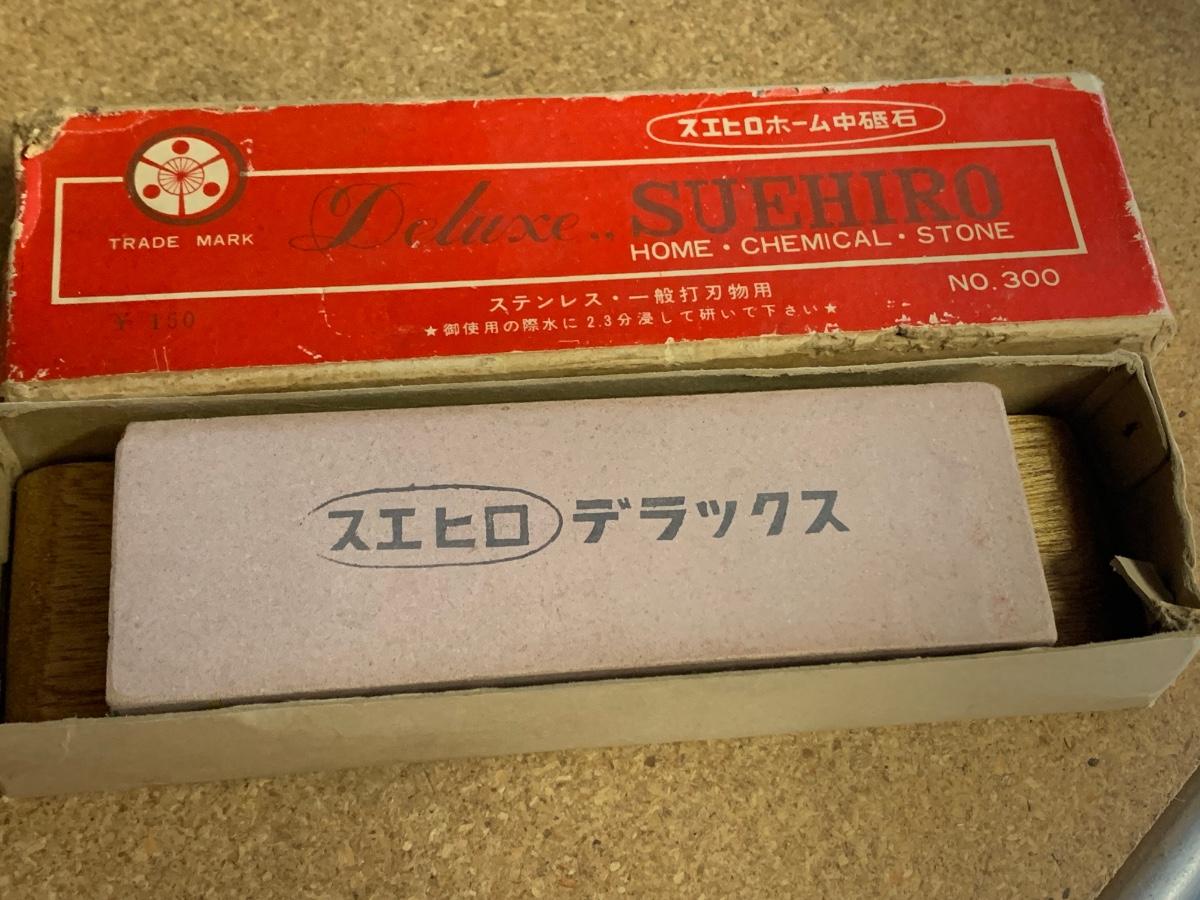 スエヒロホーム中砥石
Deluxe.. SUEHIRO
HOME・CHEMICAL・STONE
TRADE MARK
NO.300
ステンレス・一般打刃物用
★御使用の際水に2.3分浸して研いで下さい★
¥ 150
スエヒロ デラックス